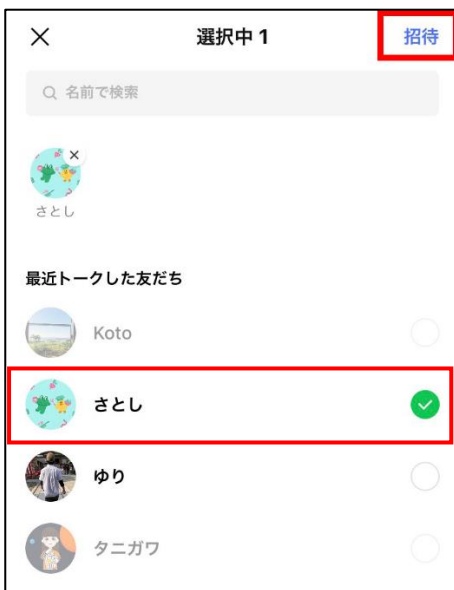 選択中 1
招待
名前で検索
さとし
最近トークした友だち
Koto
さとし
ゆり
タニガワ